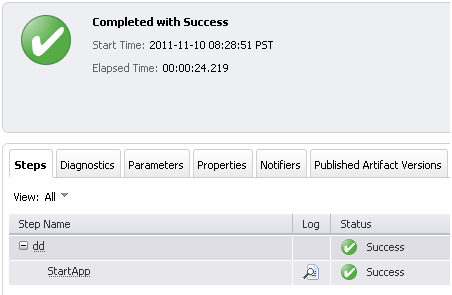 Completed with Success
Start Time: 2011-11-10 08:28:51 PST
Elapsed Time: 00:00:24.219
Steps Diagnostics Parameters Properties Notifiers Published Artifact Versions
View: All
Step Name Log Status
dd Success
StartApp Success